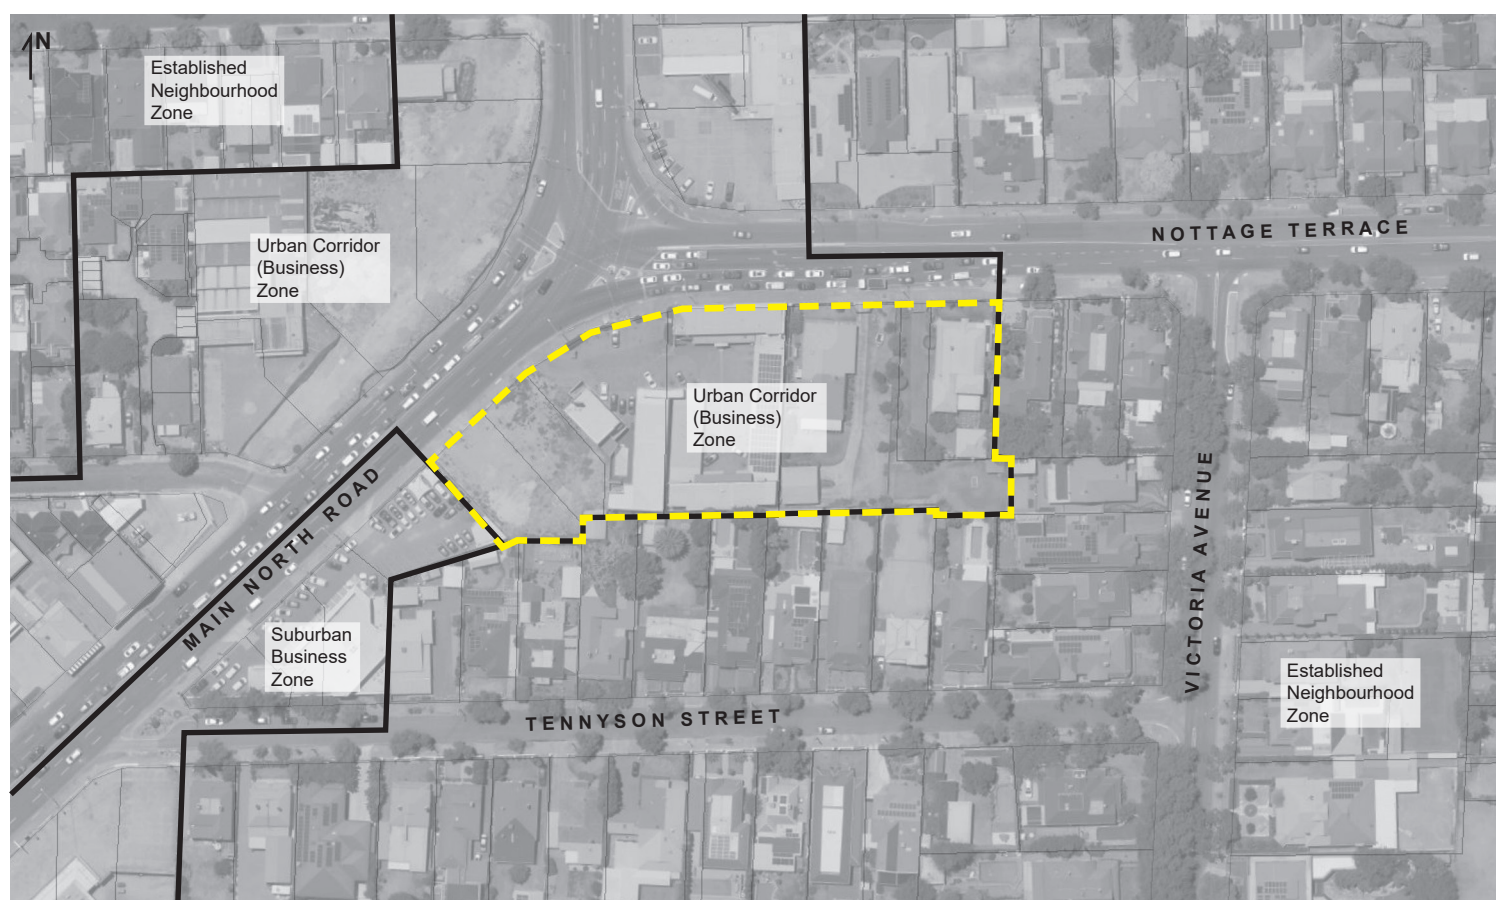 N
Established
Neighbourhood
Zone
NOTTAGE TERRACE
Urban Corridor
(Business)
Zone
Urban Corridor
(Business)
Zone
MAIN NORTH ROAD
VICTORIA AVENUE
Suburban
Business
Zone
Established
Neighbourhood
Zone
TENNYSON STREET